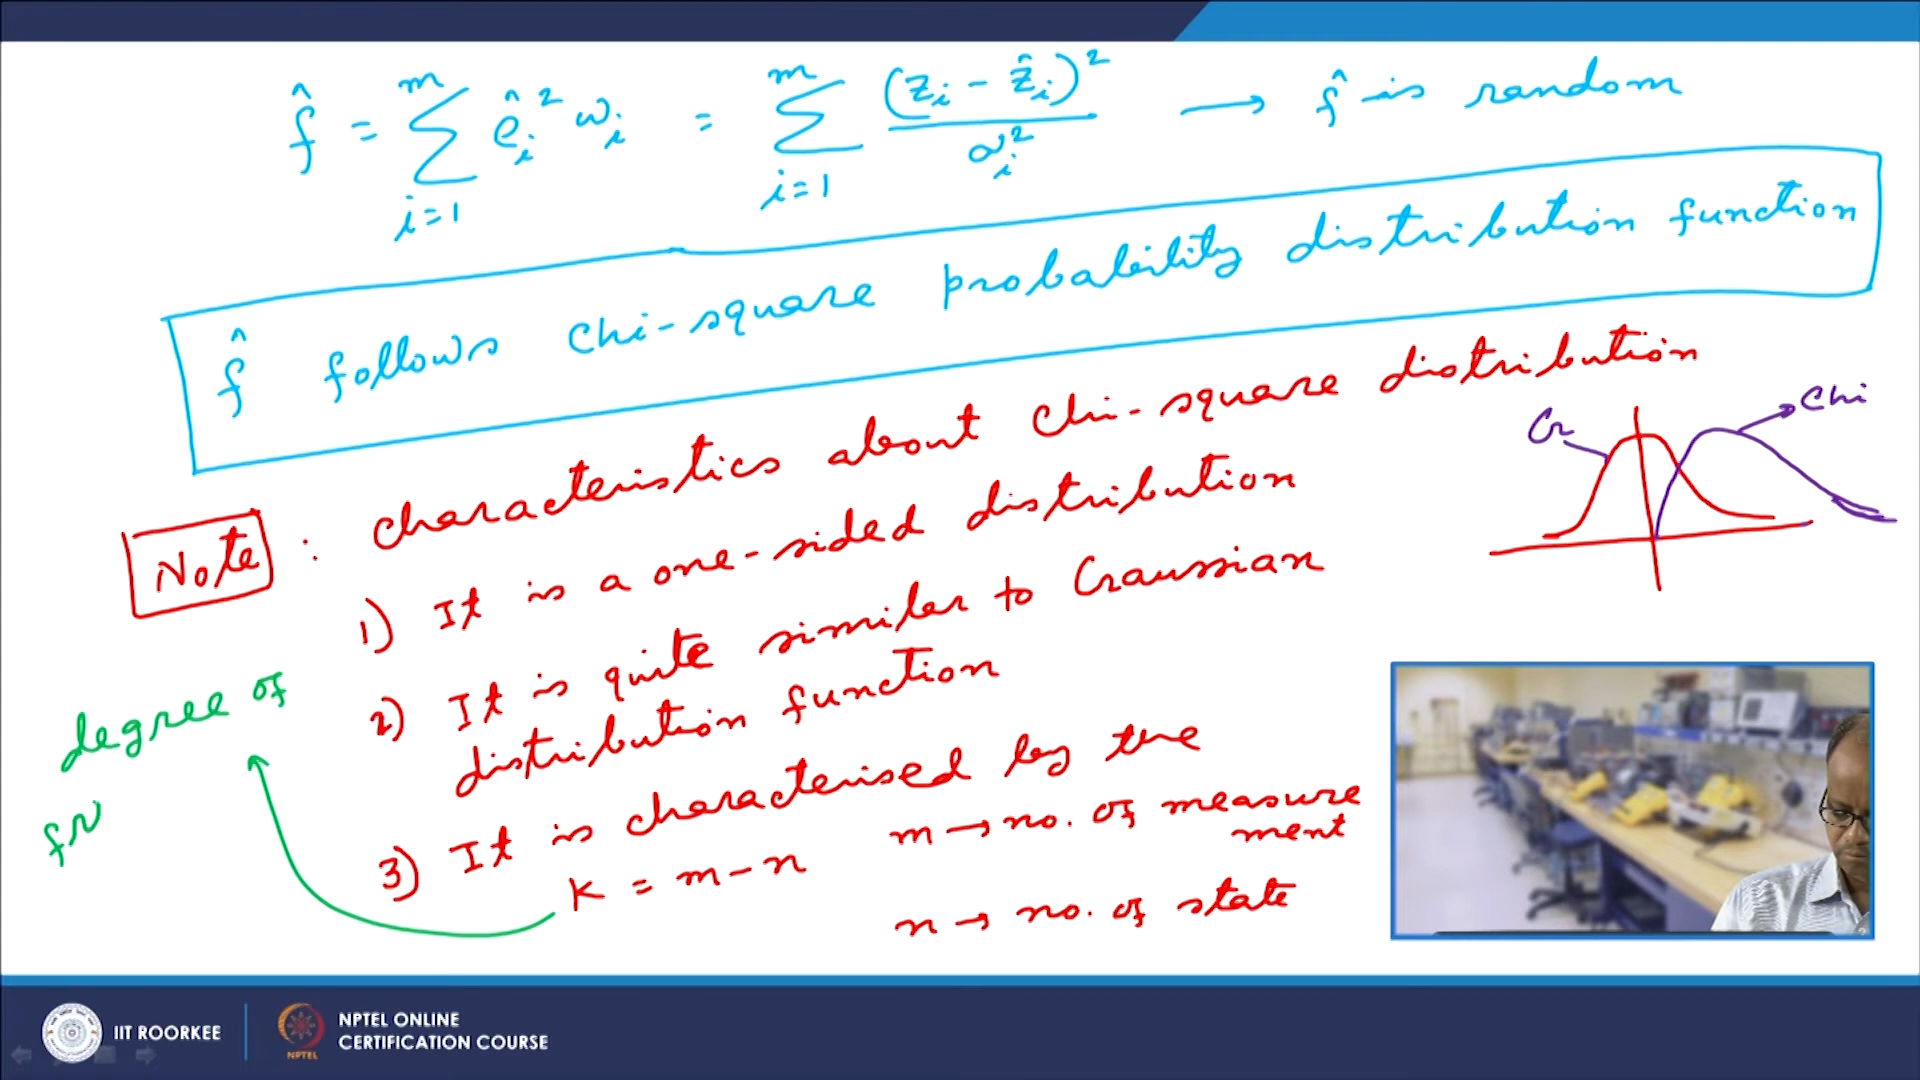 f̂ = Σ_{i=1}^{m} ê_i² w_i = Σ_{i=1}^{m} (z_i - ẑ_i)² / σ_i² → f̂ is random
f̂ follows chi-square probability distribution function
Note : characteristics about chi-square distribution
G
Chi
1) It is a one-sided distribution
2) It is quite similar to Gaussian
distribution function
3) It is characterised by the
K = m - n
m → no. of measure
ment
n → no. of state
degree of
fr
IIT ROORKEE
NPTEL
NPTEL ONLINE
CERTIFICATION COURSE